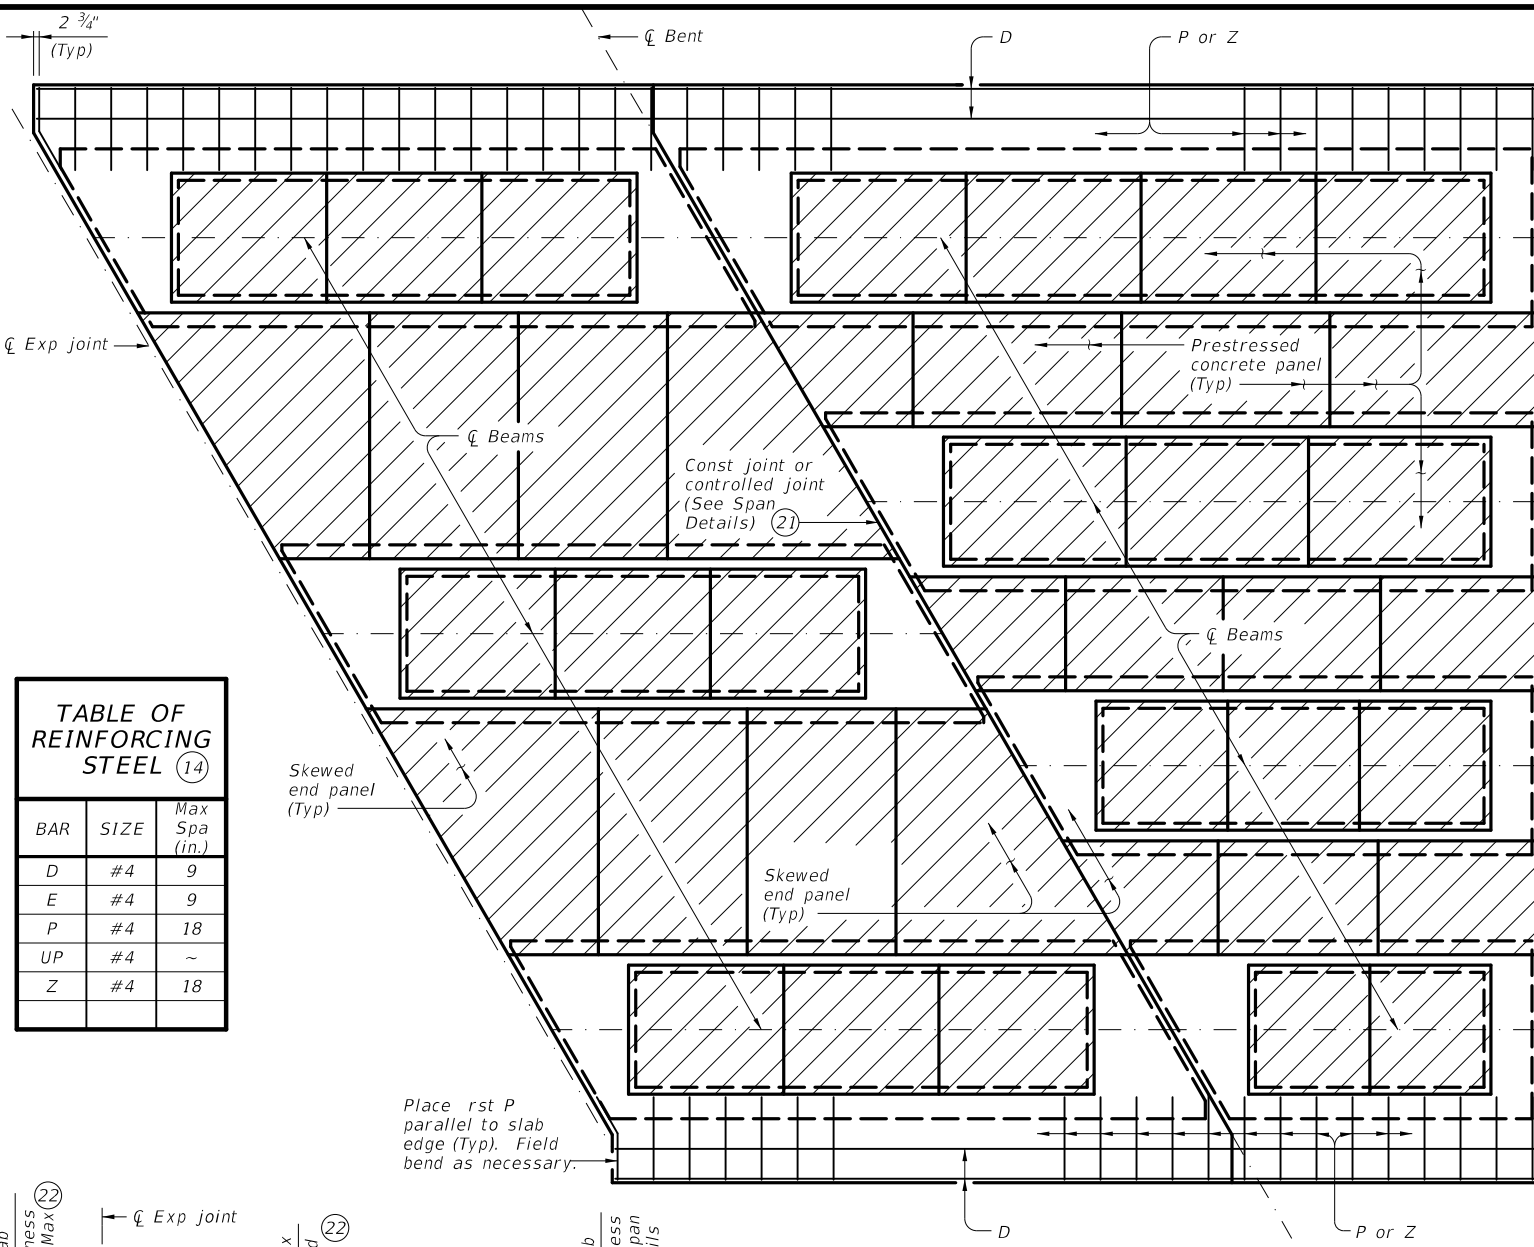 2 ¾"
(Typ)
℄ Bent
D
P or Z
℄ Exp joint
Prestressed
concrete panel
(Typ)
℄ Beams
Const joint or
controlled joint
(See Span
Details) 21
℄ Beams
TABLE OF
REINFORCING
STEEL 14
BAR SIZE Max Spa (in.)
D #4 9
E #4 9
P #4 18
UP #4 ~
Z #4 18
Skewed
end panel
(Typ)
Skewed
end panel
(Typ)
Place rst P
parallel to slab
edge (Typ). Field
bend as necessary.
22
Max
℄ Exp joint
22
D
P or Z